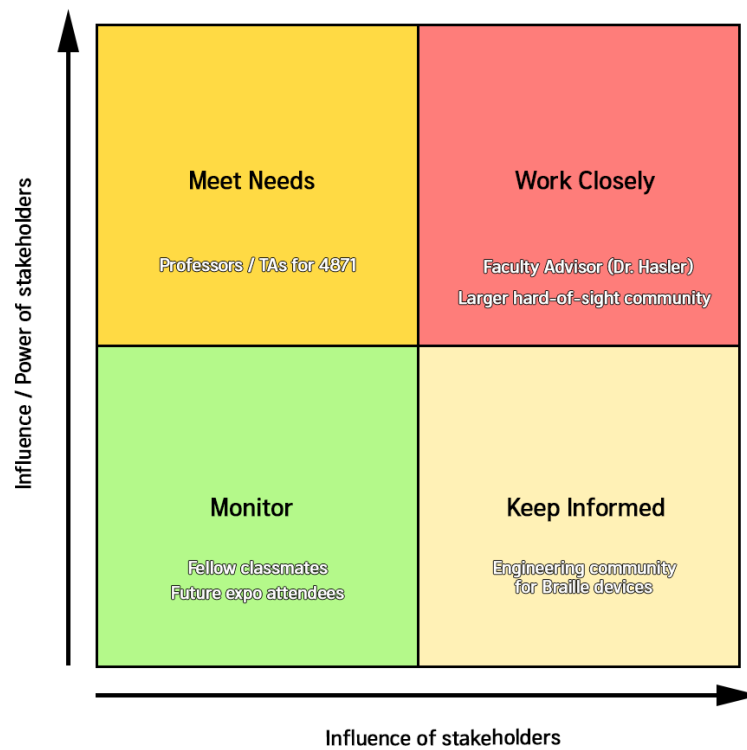 Influence / Power of stakeholders
Meet Needs
Professors / TAs for 4871
Work Closely
Faculty Advisor (Dr. Hasler)
Larger hard-of-sight community
Monitor
Fellow classmates
Future expo attendees
Keep Informed
Engineering community
for Braille devices
Influence of stakeholders